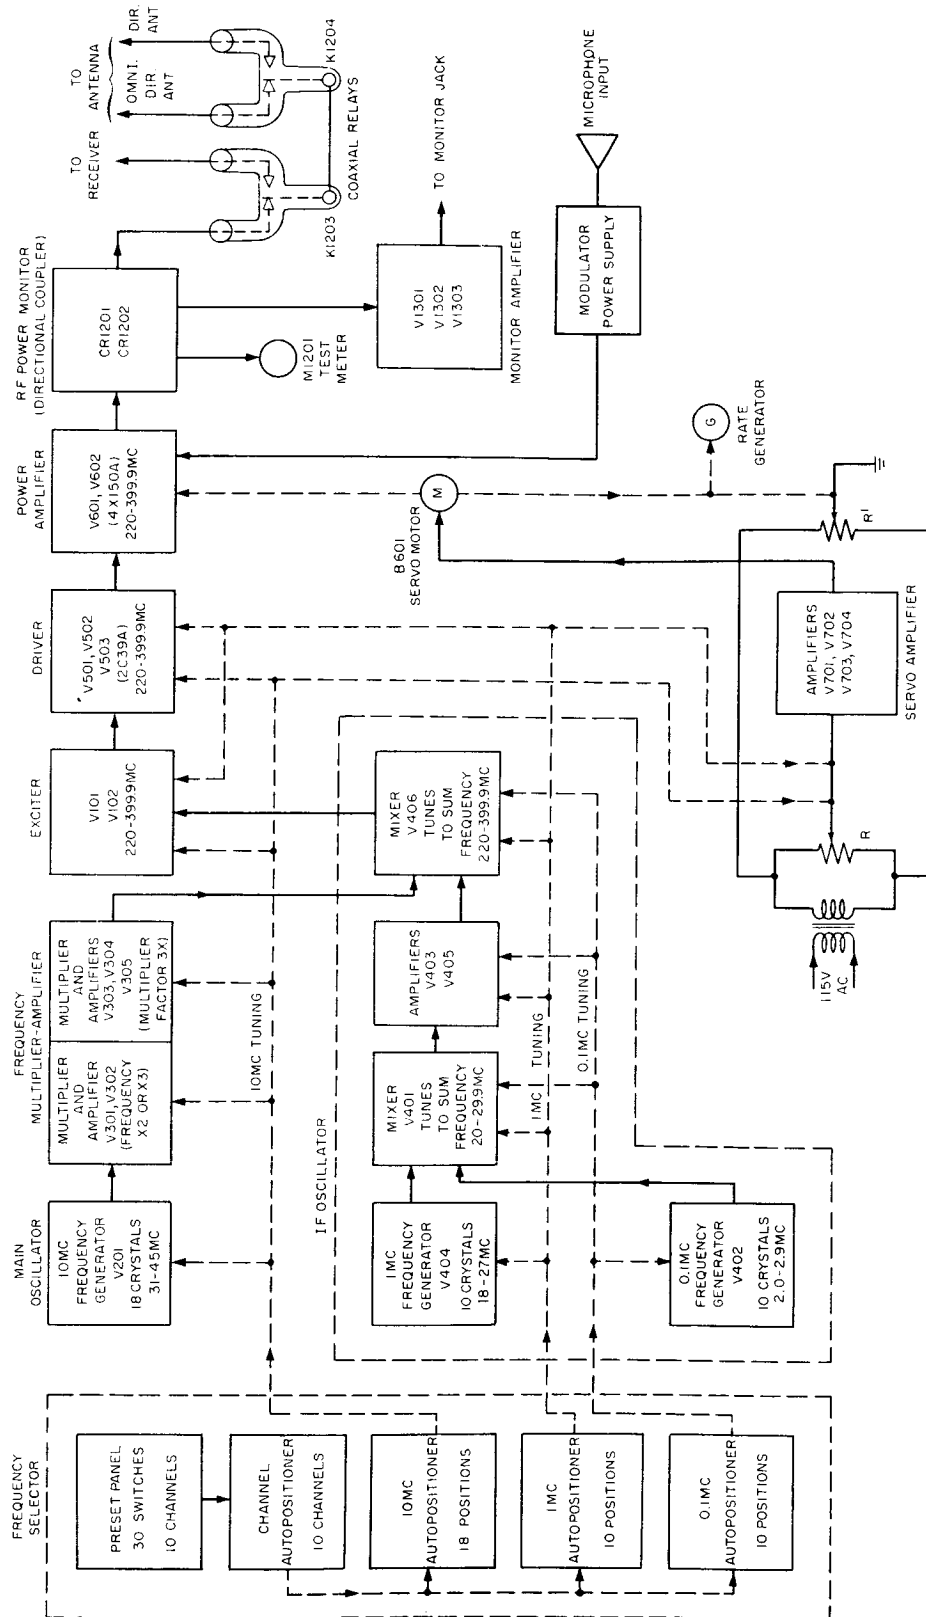 FREQUENCY
SELECTOR
PRESET PANEL
30 SWITCHES
10 CHANNELS
CHANNEL
AUTOPOSITIONER
10 CHANNELS
10MC
AUTOPOSITIONER
18 POSITIONS
1MC
AUTOPOSITIONER
10 POSITIONS
0.1MC
AUTOPOSITIONER
10 POSITIONS
MAIN
OSCILLATOR
10MC
FREQUENCY
GENERATOR
V201
18 CRYSTALS
31-45MC
FREQUENCY
MULTIPLIER-AMPLIFIER
MULTIPLIER
AND
AMPLIFIER
V301, V302
(FREQUENCY
X2 OR X3)
MULTIPLIER
AND
AMPLIFIERS
V303, V304
V305
(MULTIPLIER
FACTOR 3X)
10MC TUNING
IF OSCILLATOR
1MC
FREQUENCY
GENERATOR
V404
10 CRYSTALS
18-27MC
0.1MC
FREQUENCY
GENERATOR
V402
10 CRYSTALS
2.0-2.9MC
MIXER
V401
TUNES
TO SUM
FREQUENCY
20-29.9MC
AMPLIFIERS
V403
V405
1MC TUNING
0.1MC TUNING
MIXER
V406
TUNES
TO SUM
FREQUENCY
220-399.9MC
EXCITER
V101
V102
220-399.9MC
DRIVER
V501, V502
V503
(2C39A)
220-399.9MC
POWER
AMPLIFIER
V601, V602
(4X150A)
220-399.9MC
RF POWER MONITOR
(DIRECTIONAL COUPLER)
CR1201
CR1202
M1201
TEST
METER
V1301
V1302
V1303
MONITOR AMPLIFIER
TO MONITOR JACK
TO
RECEIVER
TO
ANTENNA
OMNI.
DIR.
ANT
DIR.
ANT
K1203
K1204
COAXIAL RELAYS
MODULATOR
POWER SUPPLY
MICROPHONE
INPUT
B601
SERVO MOTOR
M
G
RATE
GENERATOR
115V
AC
R
AMPLIFIERS
V701, V702
V703, V704
SERVO AMPLIFIER
R'